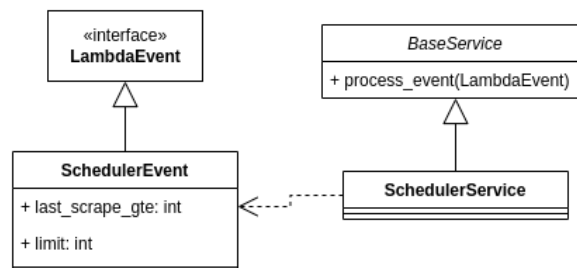 «interface»
LambdaEvent
BaseService
+ process_event(LambdaEvent)
SchedulerEvent
+ last_scrape_gte: int
+ limit: int
SchedulerService